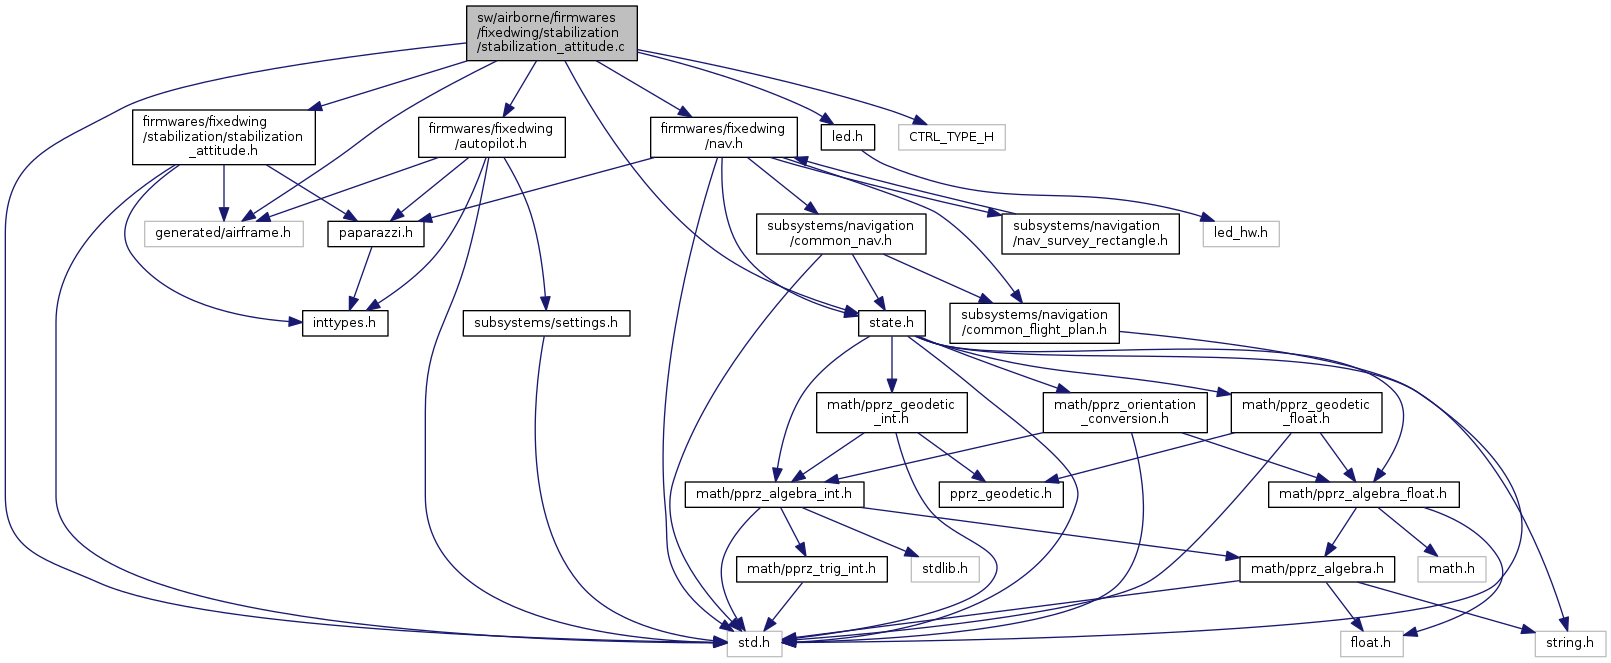 sw/airborne/firmwares
/fixedwing/stabilization
/stabilization_attitude.c
firmwares/fixedwing
/stabilization/stabilization
_attitude.h
firmwares/fixedwing
/autopilot.h
firmwares/fixedwing
/nav.h
led.h
CTRL_TYPE_H
generated/airframe.h
paparazzi.h
subsystems/navigation
/common_nav.h
subsystems/navigation
/nav_survey_rectangle.h
led_hw.h
inttypes.h
subsystems/settings.h
state.h
subsystems/navigation
/common_flight_plan.h
math/pprz_geodetic
_int.h
math/pprz_orientation
_conversion.h
math/pprz_geodetic
_float.h
math/pprz_algebra_int.h
pprz_geodetic.h
math/pprz_algebra_float.h
math/pprz_trig_int.h
stdlib.h
math/pprz_algebra.h
math.h
std.h
float.h
string.h